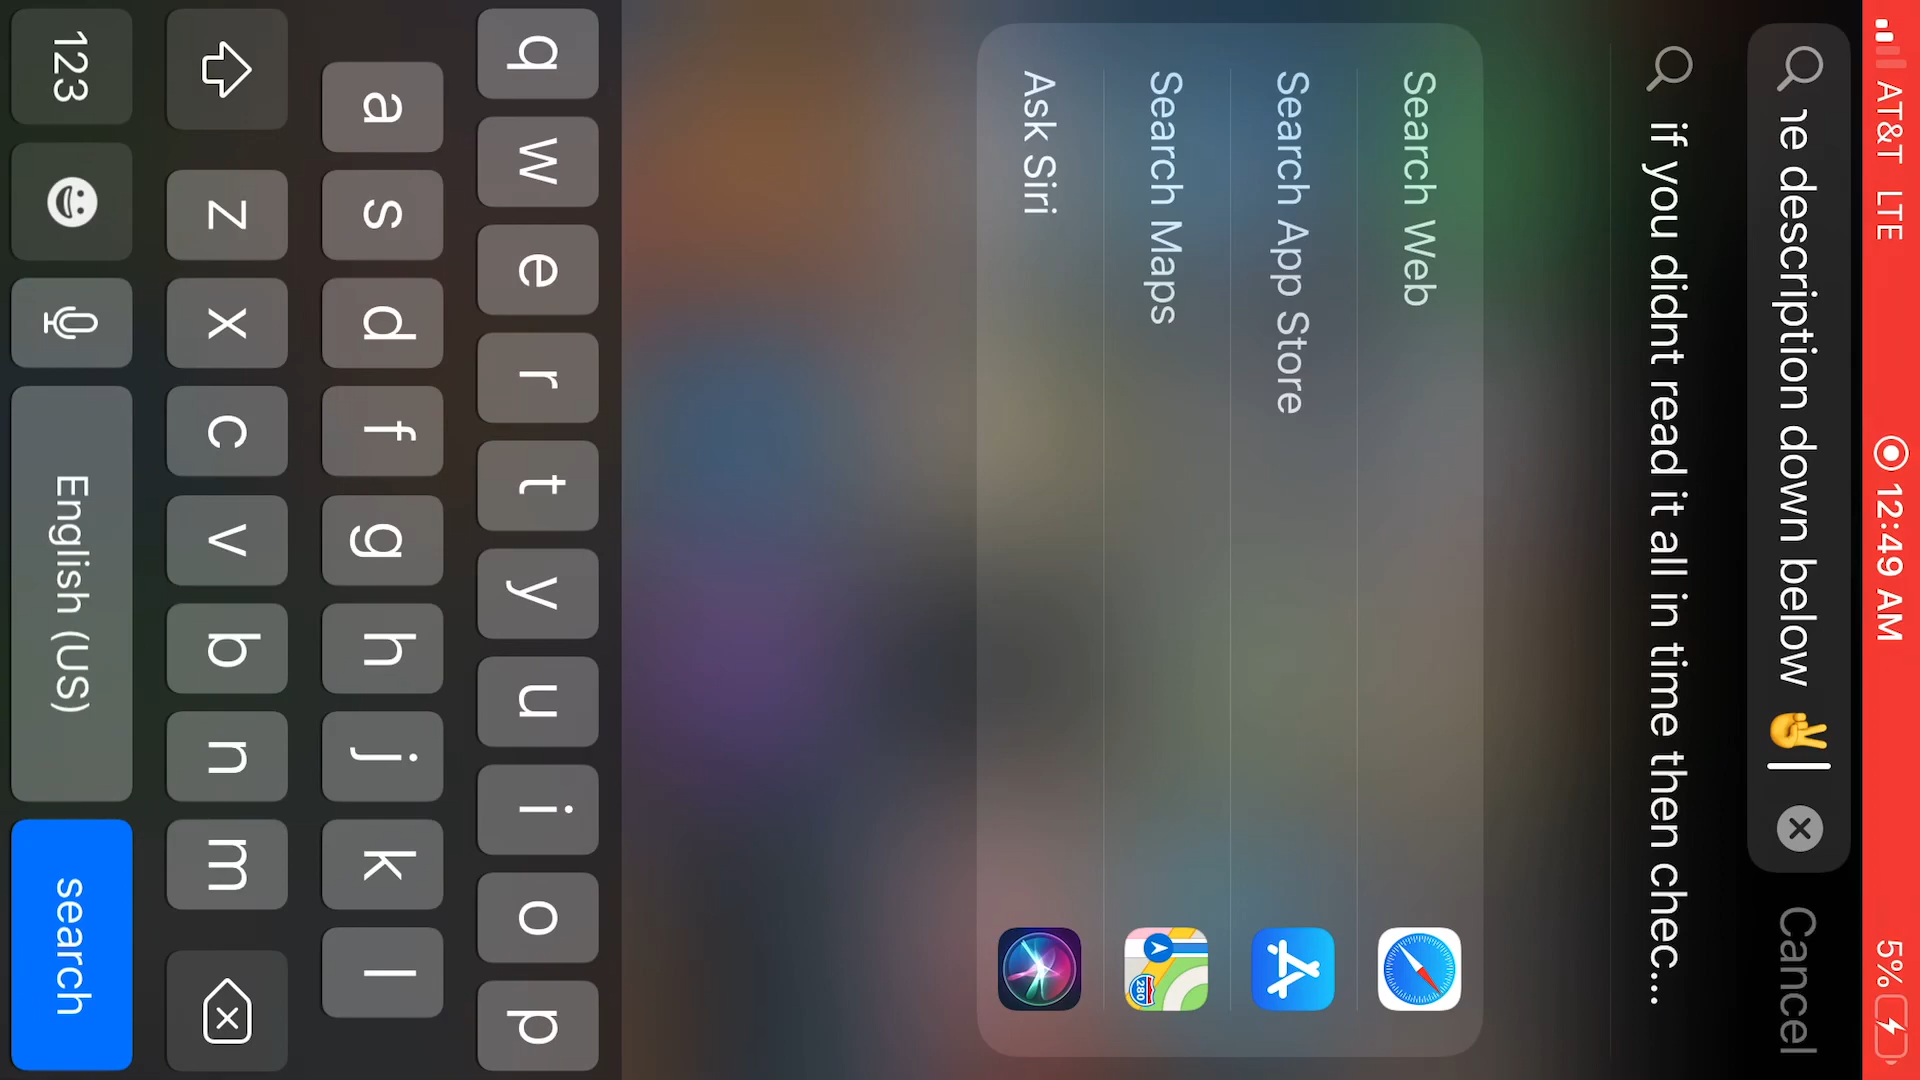 AT&T LTE 12:49 AM 5%
description down below ✌️ Cancel
if you didnt read it all in time then chec...
Search Web
Search App Store
Search Maps
280
Ask Siri
q w e r t y u i o p
a s d f g h j k l
z x c v b n m
123 English (US) search